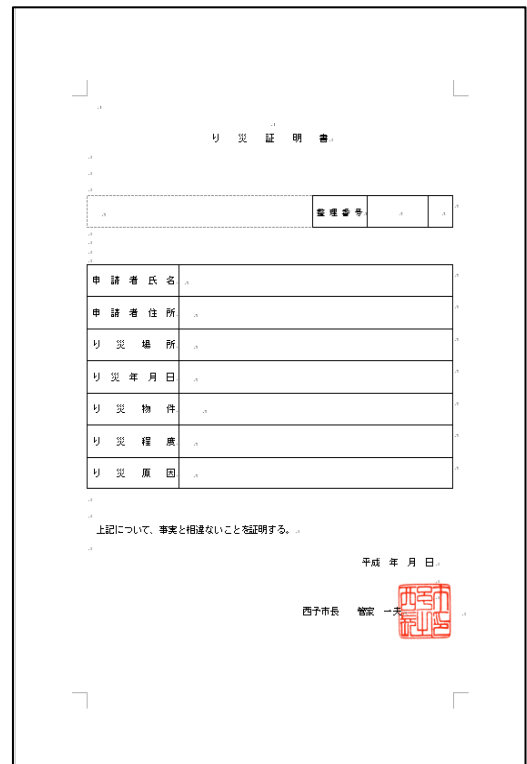 り 災 証 明 書
整 理 番 号
申 請 者 氏 名
申 請 者 住 所
り 災 場 所
り 災 年 月 日
り 災 物 件
り 災 程 度
り 災 原 因
上記について、事実と相違ないことを証明する。
平成 年 月 日
西予市長 管家 一夫